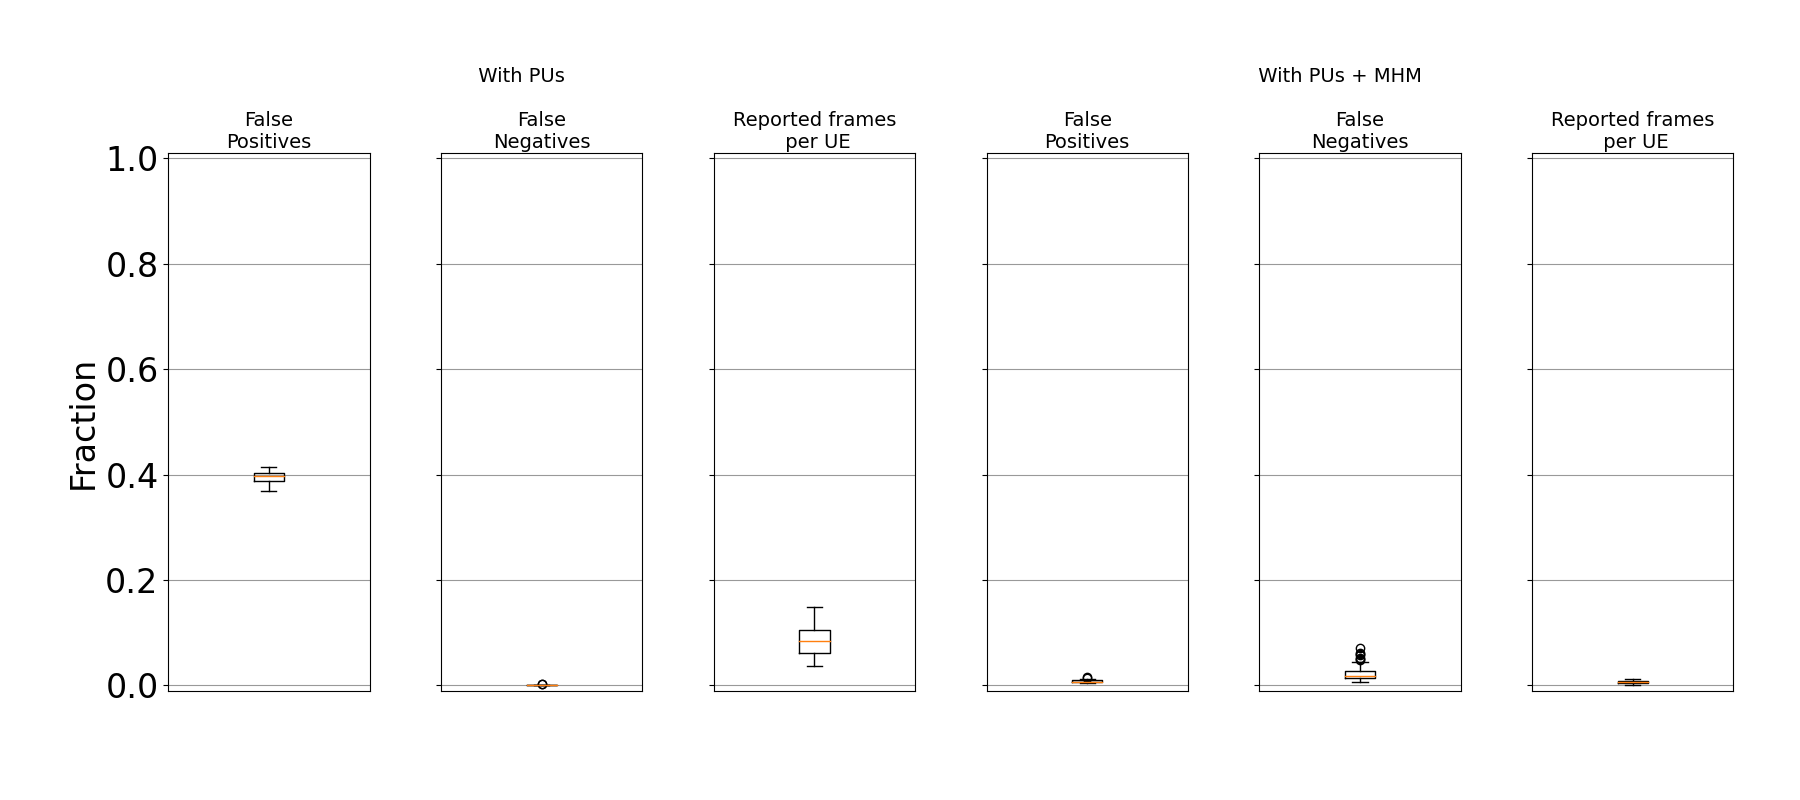 With PUs
With PUs + MHM
False
Positives
False
Negatives
Reported frames
per UE
False
Positives
False
Negatives
Reported frames
per UE
1.0
0.8
0.6
0.4
0.2
0.0
Fraction